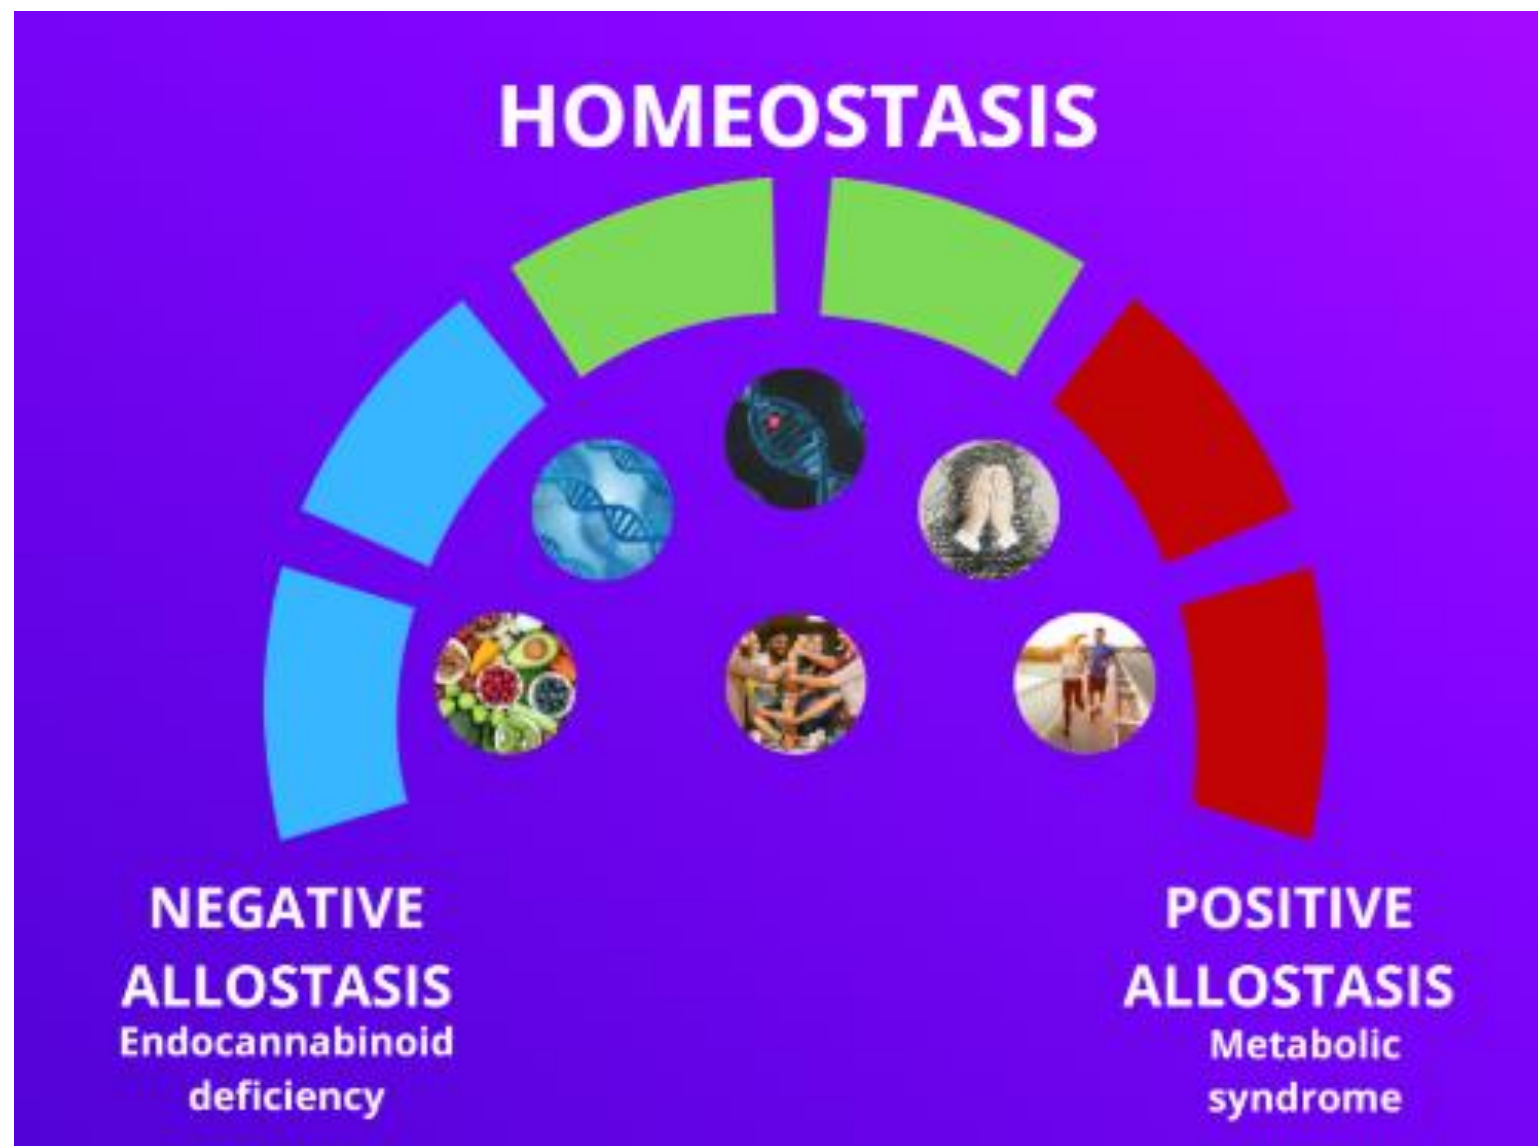 HOMEOSTASIS
NEGATIVE
ALLOSTASIS
Endocannabinoid
deficiency
POSITIVE
ALLOSTASIS
Metabolic
syndrome